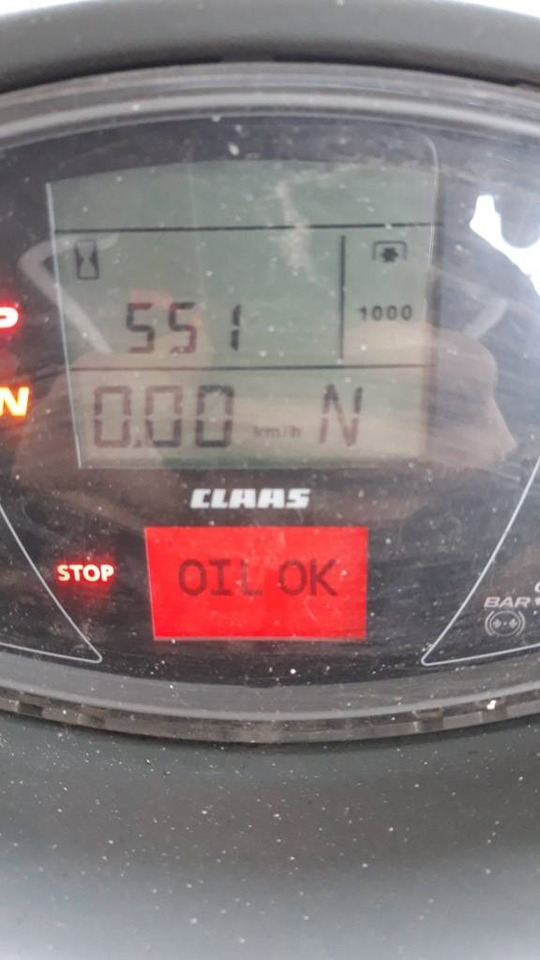 551
1000
P
0.00 km/h N
N
CLAAS
STOP
OIL OK
BAR